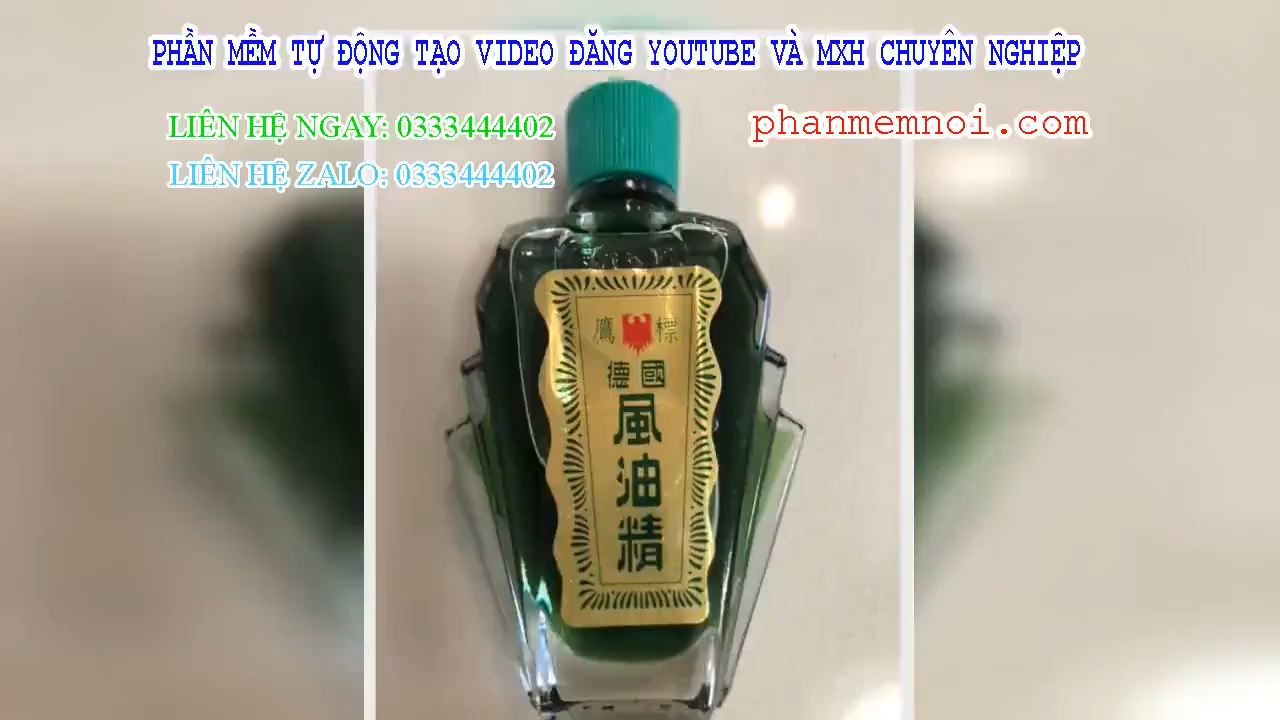 PHẦN MỀM TỰ ĐỘNG TẠO VIDEO ĐĂNG YOUTUBE VÀ MXH CHUYÊN NGHIỆP
LIÊN HỆ NGAY: 0333444402
phanmemnoi.com
LIÊN HỆ ZALO: 0333444402
鷹標
德國
風
油
精